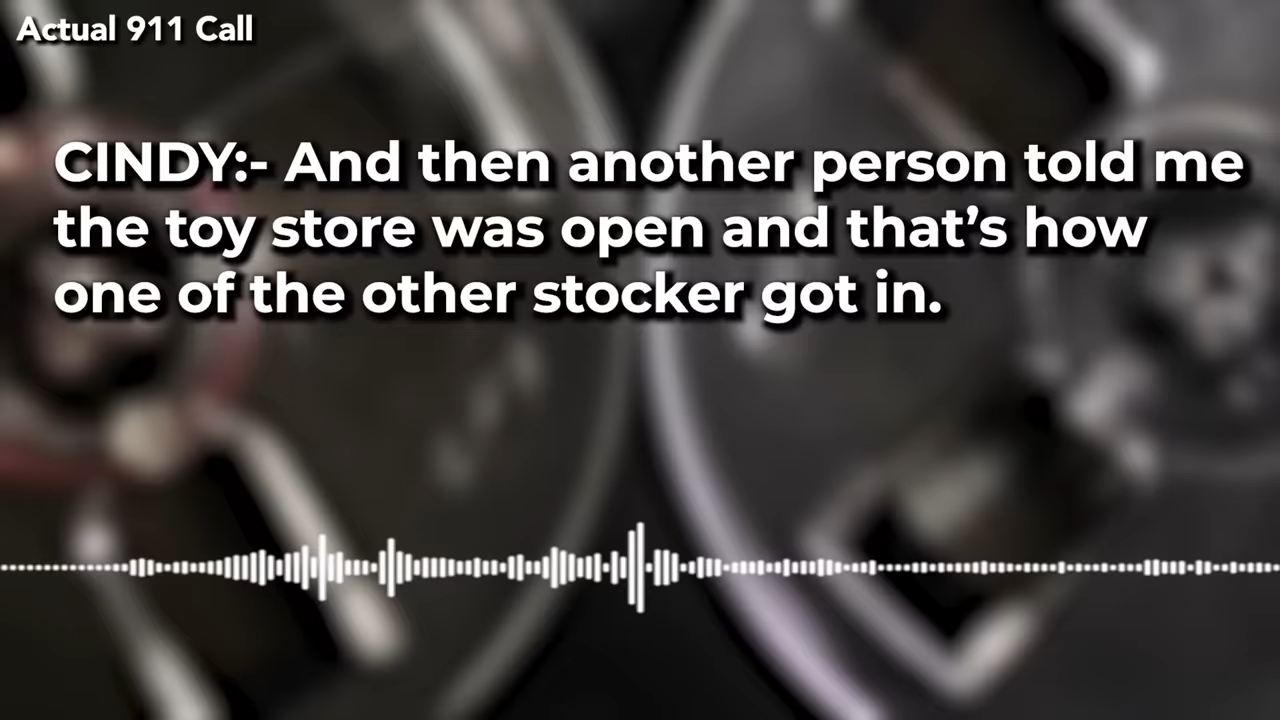 Actual 911 Call
CINDY:- And then another person told me
the toy store was open and that’s how
one of the other stocker got in.